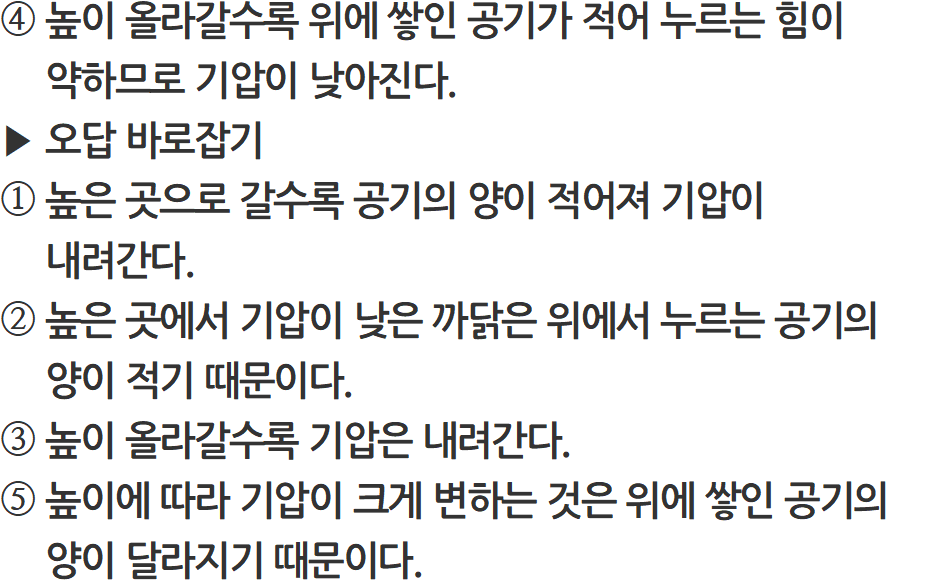 ④ 높이 올라갈수록 위에 쌓인 공기가 적어 누르는 힘이
약하므로 기압이 낮아진다.
▶ 오답 바로잡기
① 높은 곳으로 갈수록 공기의 양이 적어져 기압이
내려간다.
② 높은 곳에서 기압이 낮은 까닭은 위에서 누르는 공기의
양이 적기 때문이다.
③ 높이 올라갈수록 기압은 내려간다.
⑤ 높이에 따라 기압이 크게 변하는 것은 위에 쌓인 공기의
양이 달라지기 때문이다.